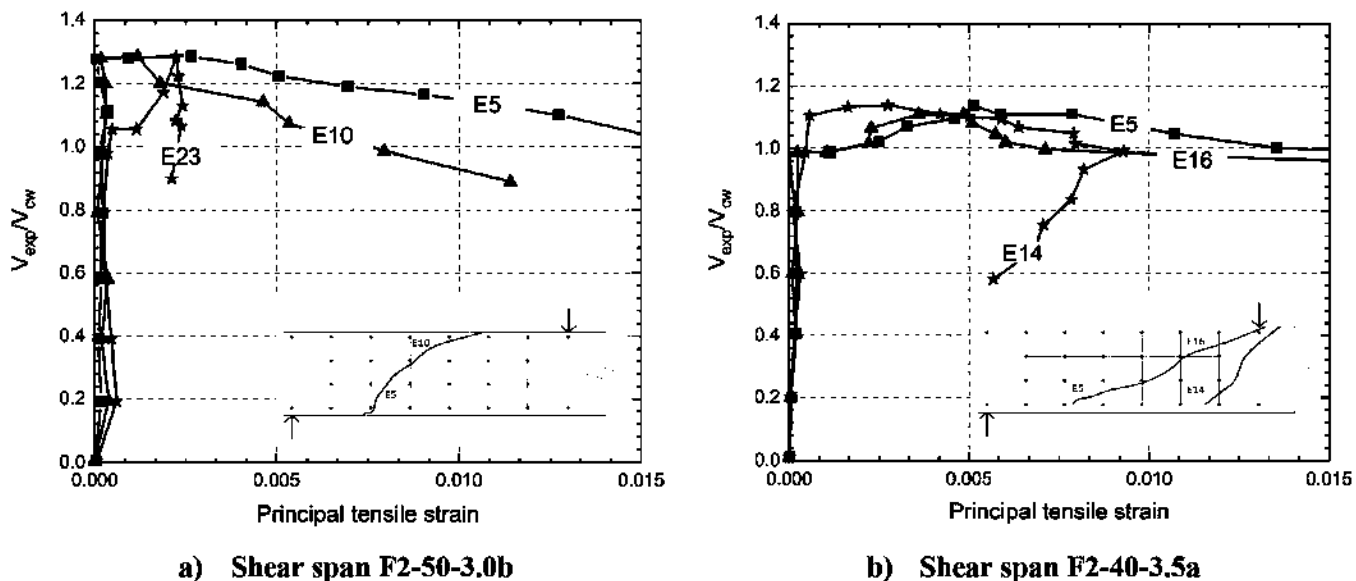 1.4
1.2
1.0
0.8
0.6
0.4
0.2
0.0
V_exp/V_cw
E5
E10
E23
E10
E5
0.000
0.005
0.010
0.015
Principal tensile strain
a) Shear span F2-50-3.0b
1.4
1.2
1.0
0.8
0.6
0.4
0.2
0.0
V_exp/V_cw
E5
E16
E14
E16
E5
E14
0.000
0.005
0.010
0.015
Principal tensile strain
b) Shear span F2-40-3.5a